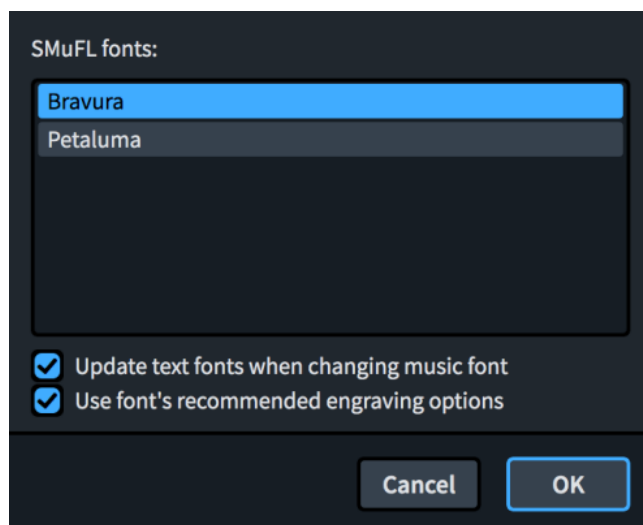 SMuFL fonts:
Bravura
Petaluma
Update text fonts when changing music font
Use font's recommended engraving options
Cancel OK